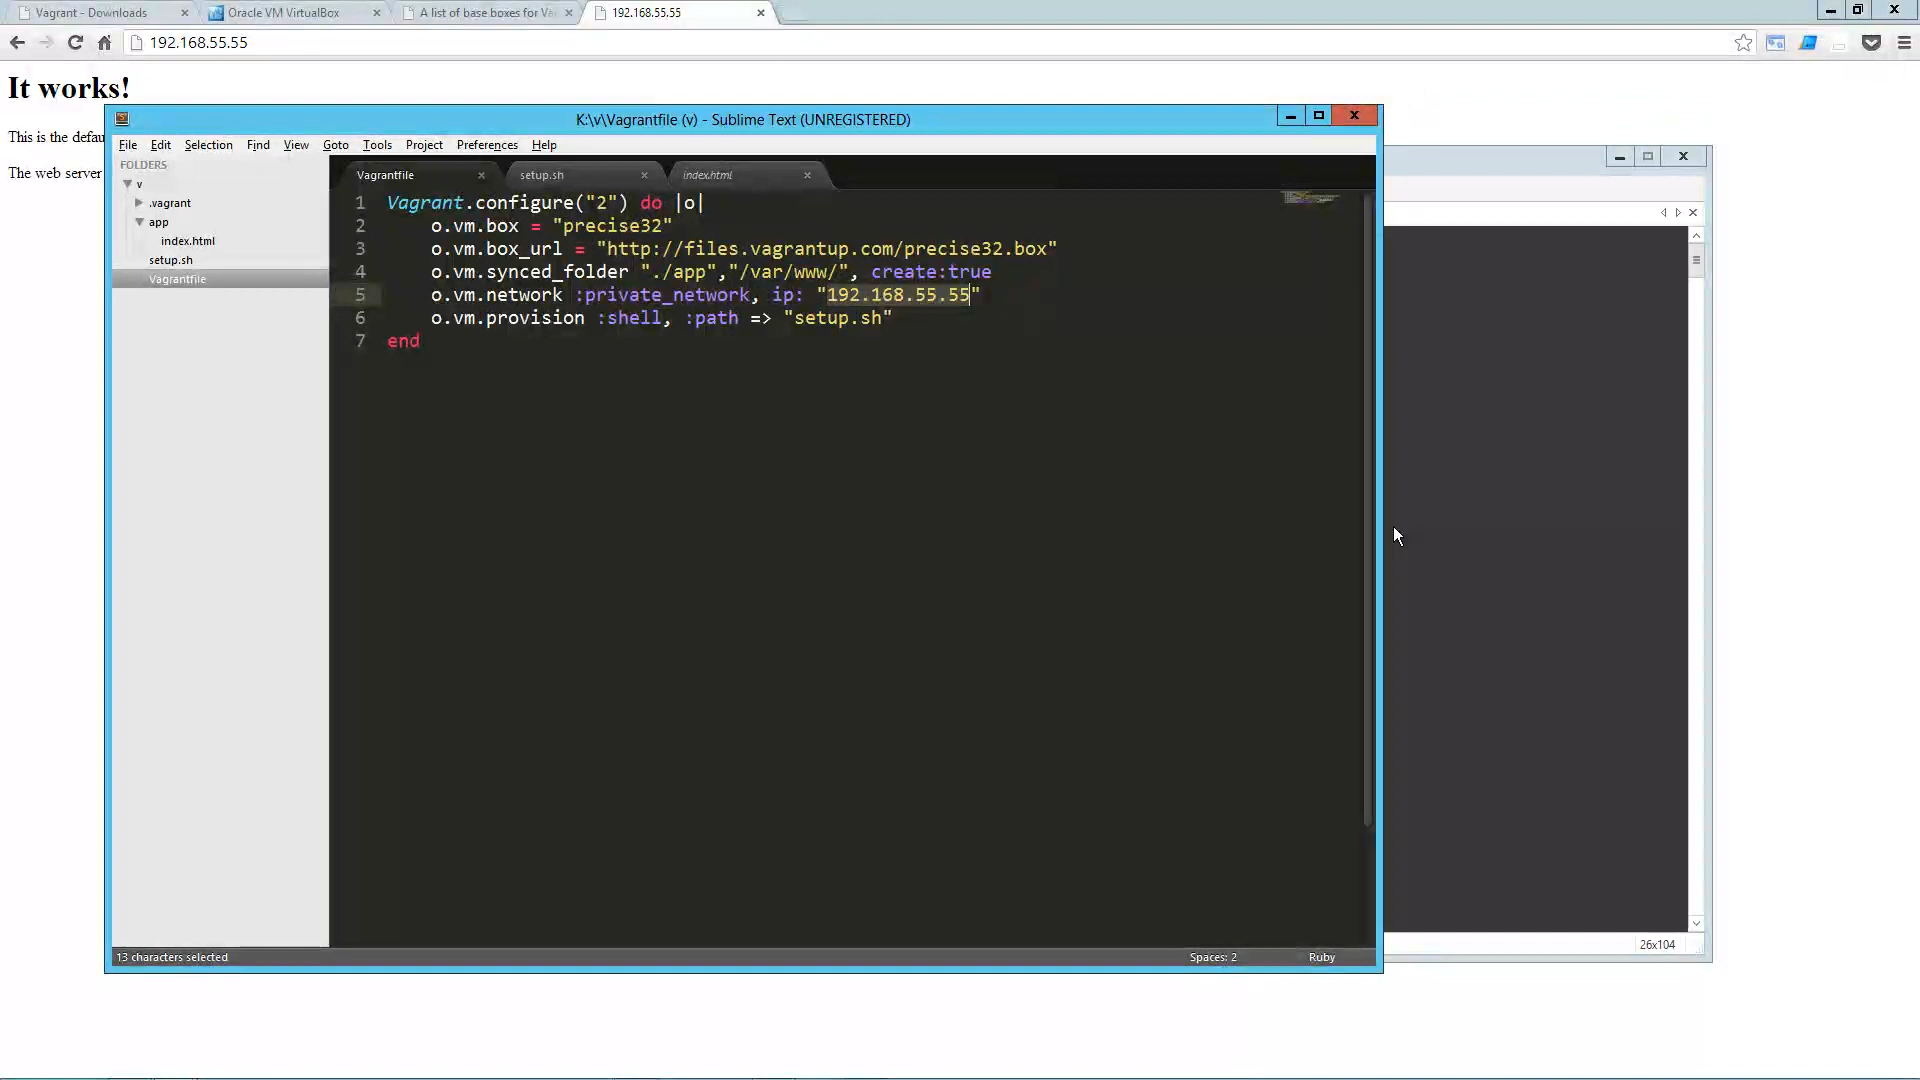 Vagrant - Downloads
Oracle VM VirtualBox
A list of base boxes for Va
192.168.55.55
192.168.55.55
It works!
This is the defau
The web server
K:\v\Vagrantfile (v) - Sublime Text (UNREGISTERED)
File Edit Selection Find View Goto Tools Project Preferences Help
FOLDERS
v
.vagrant
app
index.html
setup.sh
Vagrantfile
Vagrantfile
setup.sh
index.html
1 Vagrant.configure("2") do |o|
2 o.vm.box = "precise32"
3 o.vm.box_url = "http://files.vagrantup.com/precise32.box"
4 o.vm.synced_folder "./app","/var/www/", create:true
5 o.vm.network :private_network, ip: "192.168.55.55"
6 o.vm.provision :shell, :path => "setup.sh"
7 end
13 characters selected
Spaces: 2
Ruby
26x104